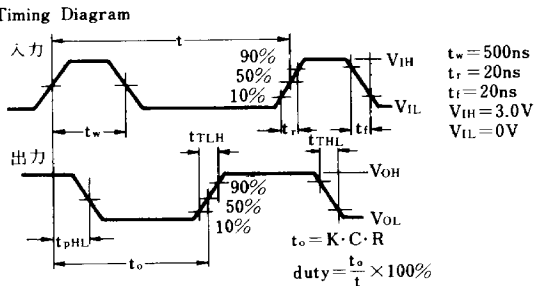 Timing Diagram
入力
t
90%
50%
10%
VIH
VIL
tw
tr
tf
tw=500ns
tr=20ns
tf=20ns
VIH=3.0V
VIL=0V
出力
tTLH
tTHL
90%
50%
10%
VOH
VOL
tpHL
to
to=K·C·R
duty=to/t×100%